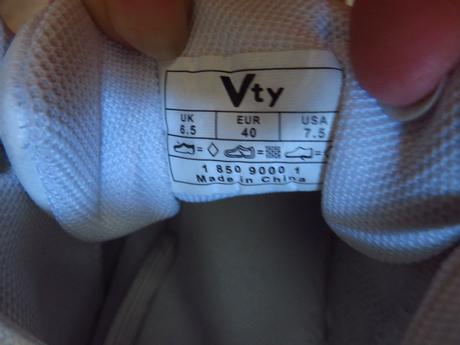 Vty
UK EUR USA
6.5 40 7.5
1 850 9000 1
Made in China